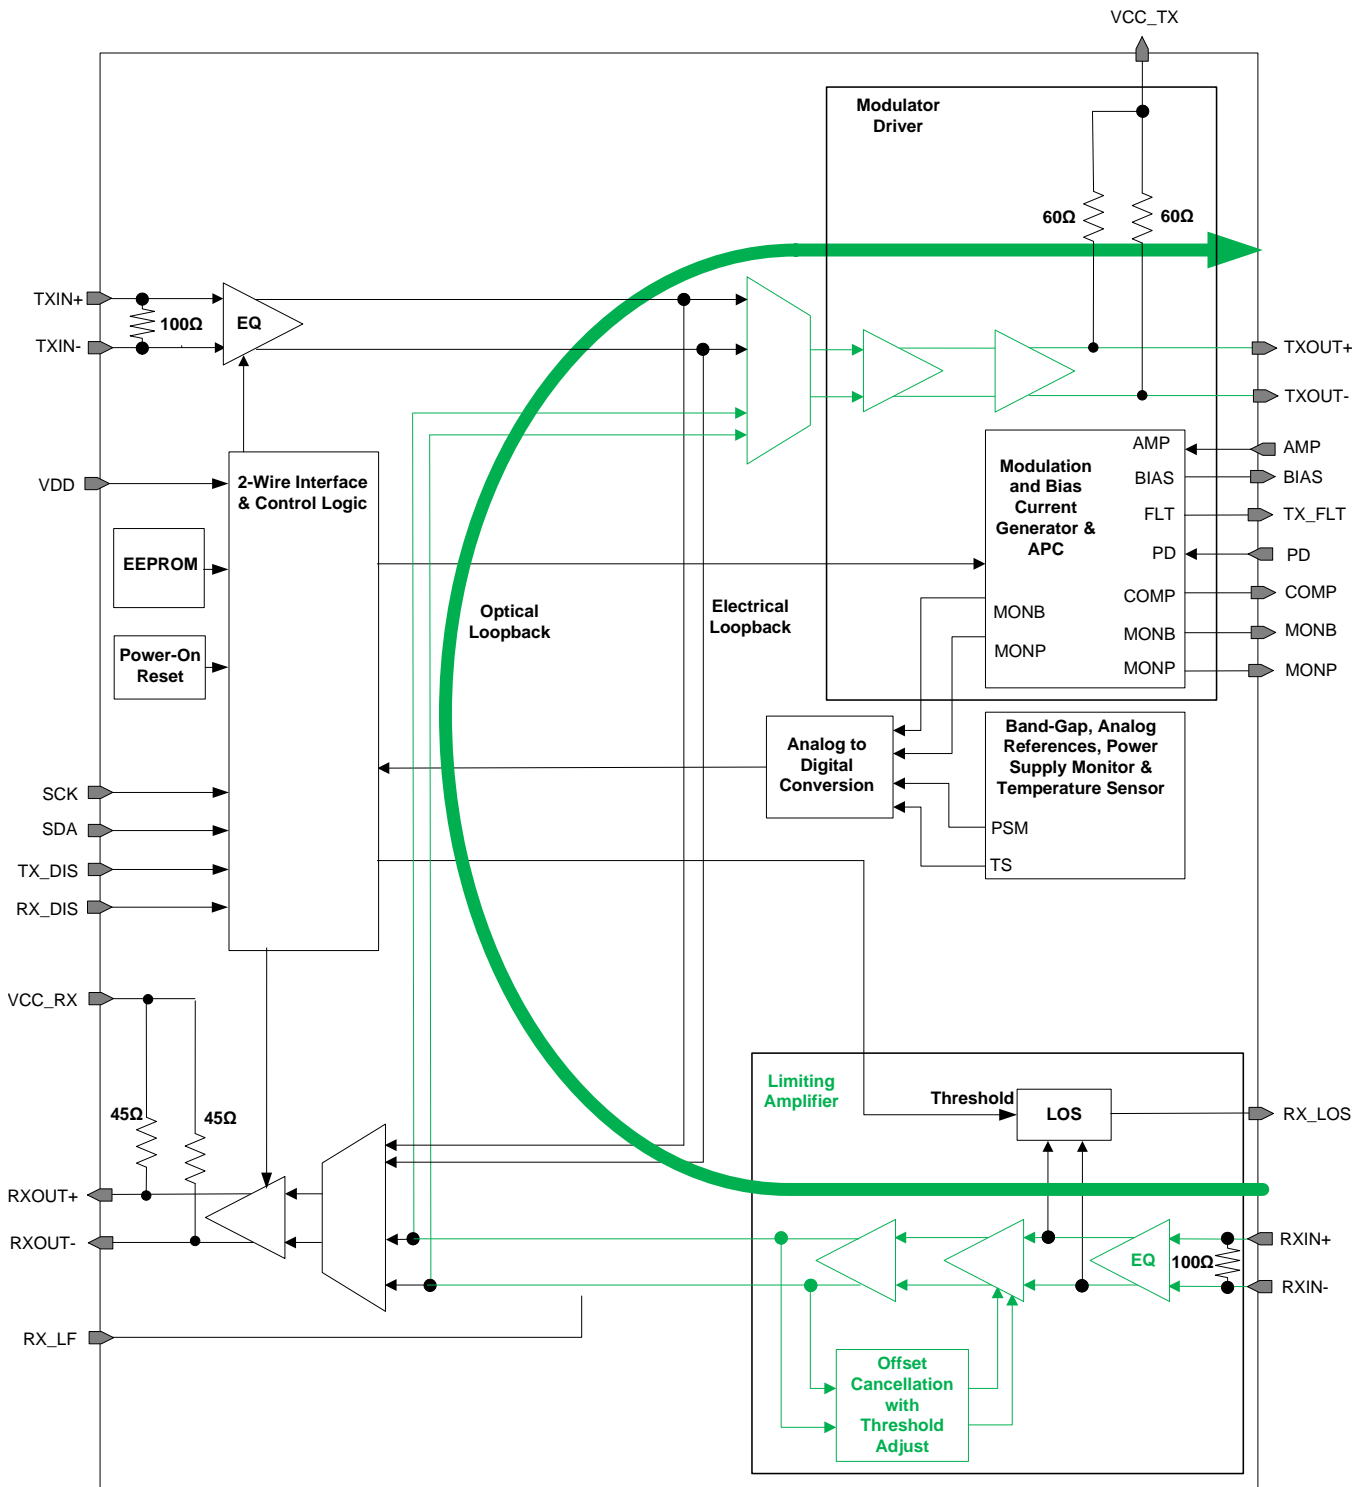 VCC_TX
Modulator
Driver
60Ω
60Ω
TXIN+
100Ω
EQ
TXIN-
TXOUT+
TXOUT-
VDD
2-Wire Interface
& Control Logic
EEPROM
Power-On
Reset
Optical
Loopback
Electrical
Loopback
Modulation
and Bias
Current
Generator &
APC
AMP
BIAS
FLT
PD
COMP
MONB
MONP
MONB
MONP
AMP
BIAS
TX_FLT
PD
COMP
MONB
MONP
Analog to
Digital
Conversion
Band-Gap, Analog
References, Power
Supply Monitor &
Temperature Sensor
PSM
TS
SCK
SDA
TX_DIS
RX_DIS
VCC_RX
45Ω
45Ω
RXOUT+
RXOUT-
RX_LF
Limiting
Amplifier
Threshold
LOS
RX_LOS
EQ
100Ω
RXIN+
RXIN-
Offset
Cancellation
with
Threshold
Adjust